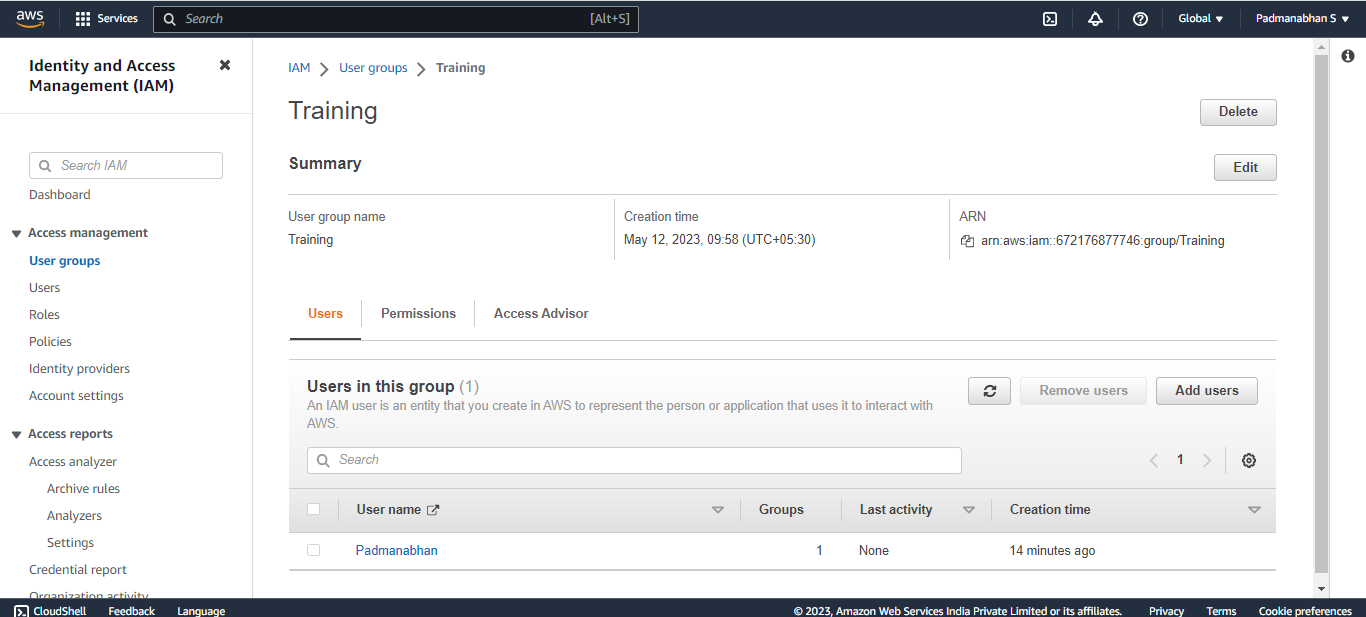 aws Services Search [Alt+S] Global Padmanabhan S
Identity and Access
Management (IAM)
Search IAM
Dashboard
Access management
User groups
Users
Roles
Policies
Identity providers
Account settings
Access reports
Access analyzer
Archive rules
Analyzers
Settings
Credential report
Organization activity
IAM User groups Training
Training
Delete
Summary
Edit
User group name
Training
Creation time
May 12, 2023, 09:58 (UTC+05:30)
ARN
arn:aws:iam::672176877746:group/Training
Users Permissions Access Advisor
Users in this group (1)
An IAM user is an entity that you create in AWS to represent the person or application that uses it to interact with
AWS.
Remove users Add users
Search
1
User name Groups Last activity Creation time
Padmanabhan 1 None 14 minutes ago
CloudShell Feedback Language © 2023, Amazon Web Services India Private Limited or its affiliates. Privacy Terms Cookie preferences